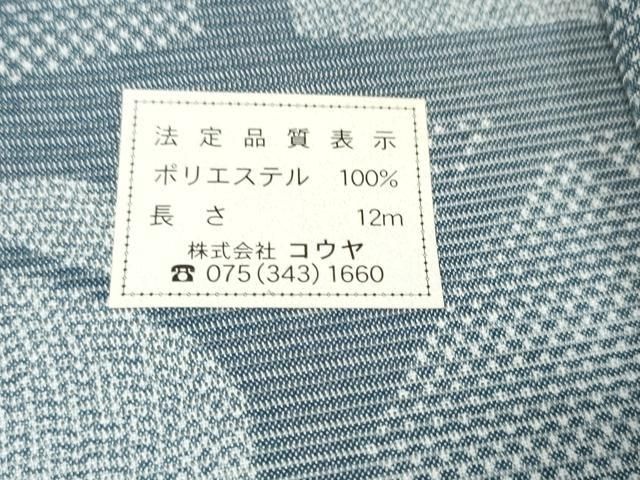 法定品質表示
ポリエステル 100%
長さ 12m
株式会社 コウヤ
☎ 075(343)1660